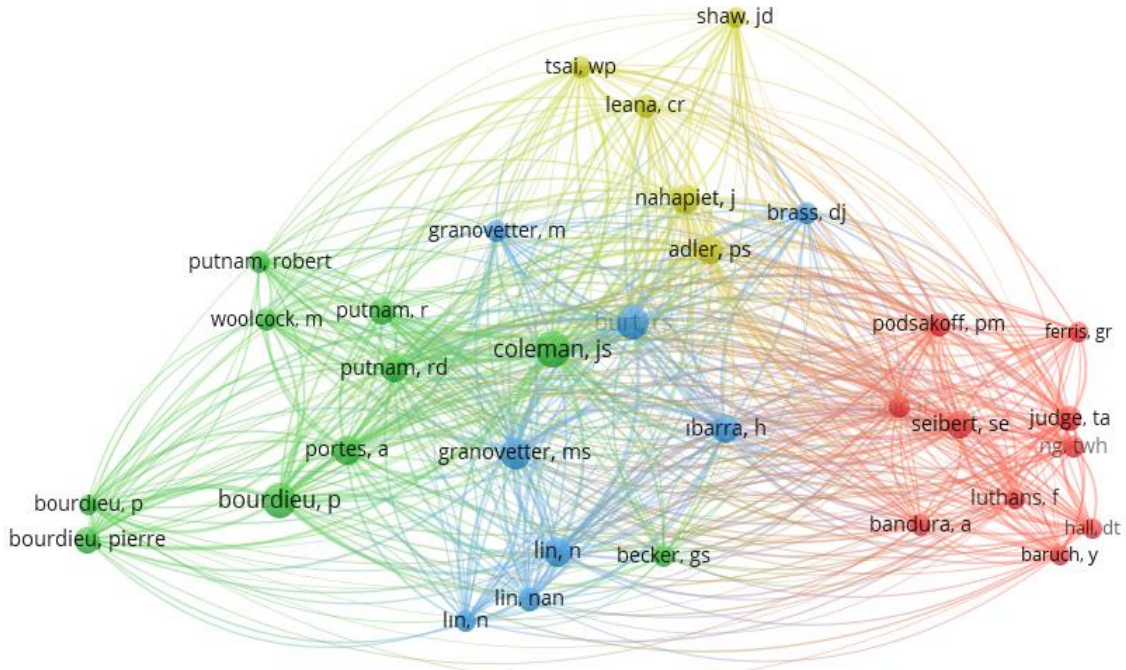 shaw, jd
tsai, wp
leana, cr
nahapiet, j
brass, dj
granovetter, m
adler, ps
putnam, robert
putnam, r
woolcock, m
burt, rs
podsakoff, pm
ferris, gr
coleman, js
putnam, rd
judge, ta
seibert, se
ibarra, h
ng, twh
portes, a
granovetter, ms
bourdieu, p
bourdieu, p
luthans, f
bandura, a
hall, dt
bourdieu, pierre
lin, n
becker, gs
baruch, y
lin, nan
lin, n